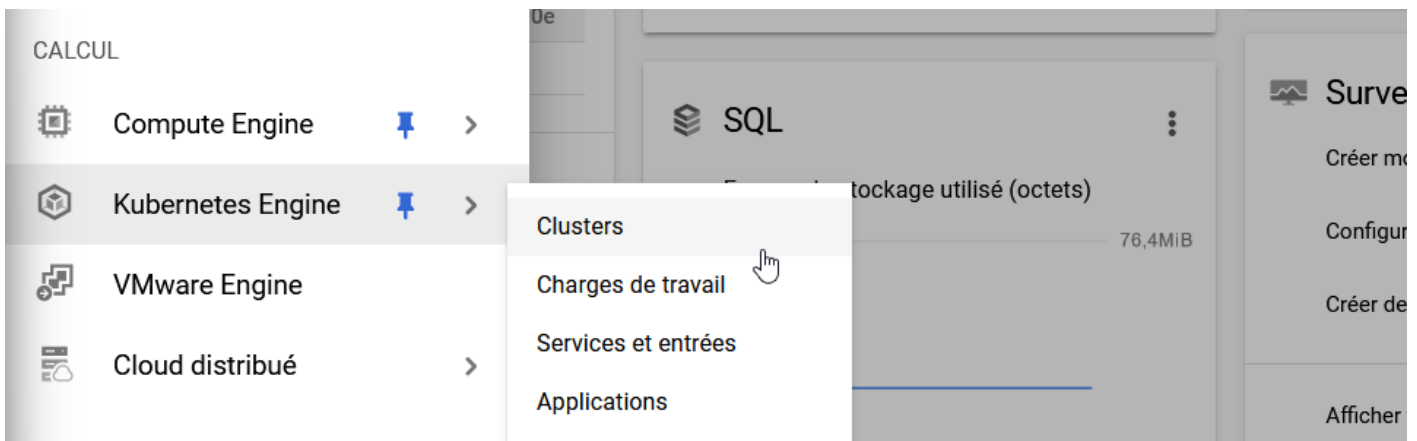 CALCUL
Compute Engine
Kubernetes Engine
VMware Engine
Cloud distribué
Clusters
Charges de travail
Services et entrées
Applications
0e
SQL
tockage utilisé (octets)
76,4MiB
Surve
Créer mo
Configur
Créer de
Afficher